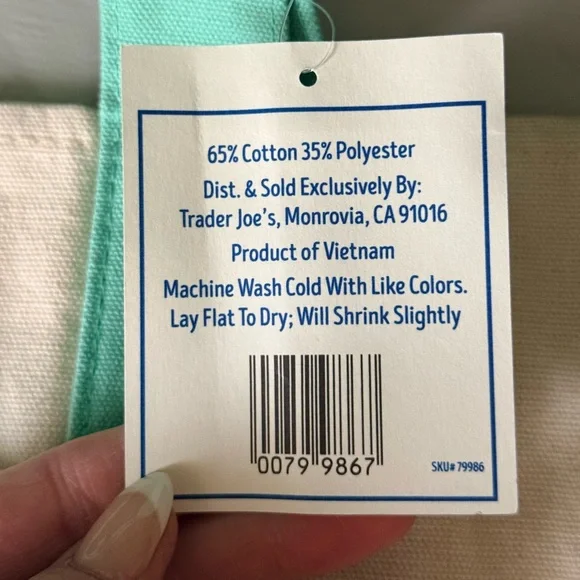 65% Cotton 35% Polyester
Dist. & Sold Exclusively By:
Trader Joe's, Monrovia, CA 91016
Product of Vietnam
Machine Wash Cold With Like Colors.
Lay Flat To Dry; Will Shrink Slightly
0079 9867
SKU# 79986